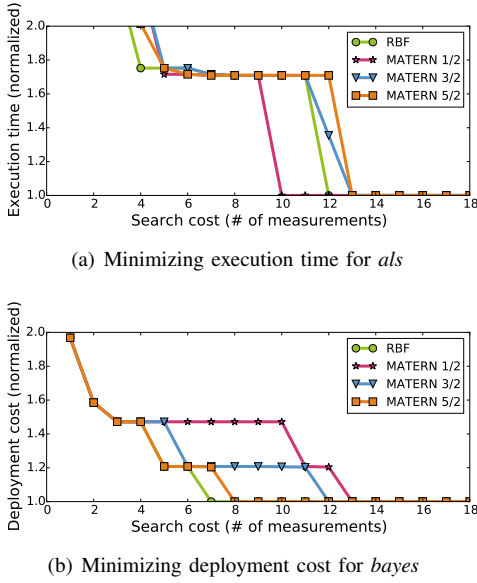 2.0
1.8
1.6
1.4
1.2
1.0
Execution time (normalized)
RBF
MATERN 1/2
MATERN 3/2
MATERN 5/2
0 2 4 6 8 10 12 14 16 18
Search cost (# of measurements)
(a) Minimizing execution time for als
2.0
1.8
1.6
1.4
1.2
1.0
Deployment cost (normalized)
RBF
MATERN 1/2
MATERN 3/2
MATERN 5/2
0 2 4 6 8 10 12 14 16 18
Search cost (# of measurements)
(b) Minimizing deployment cost for bayes